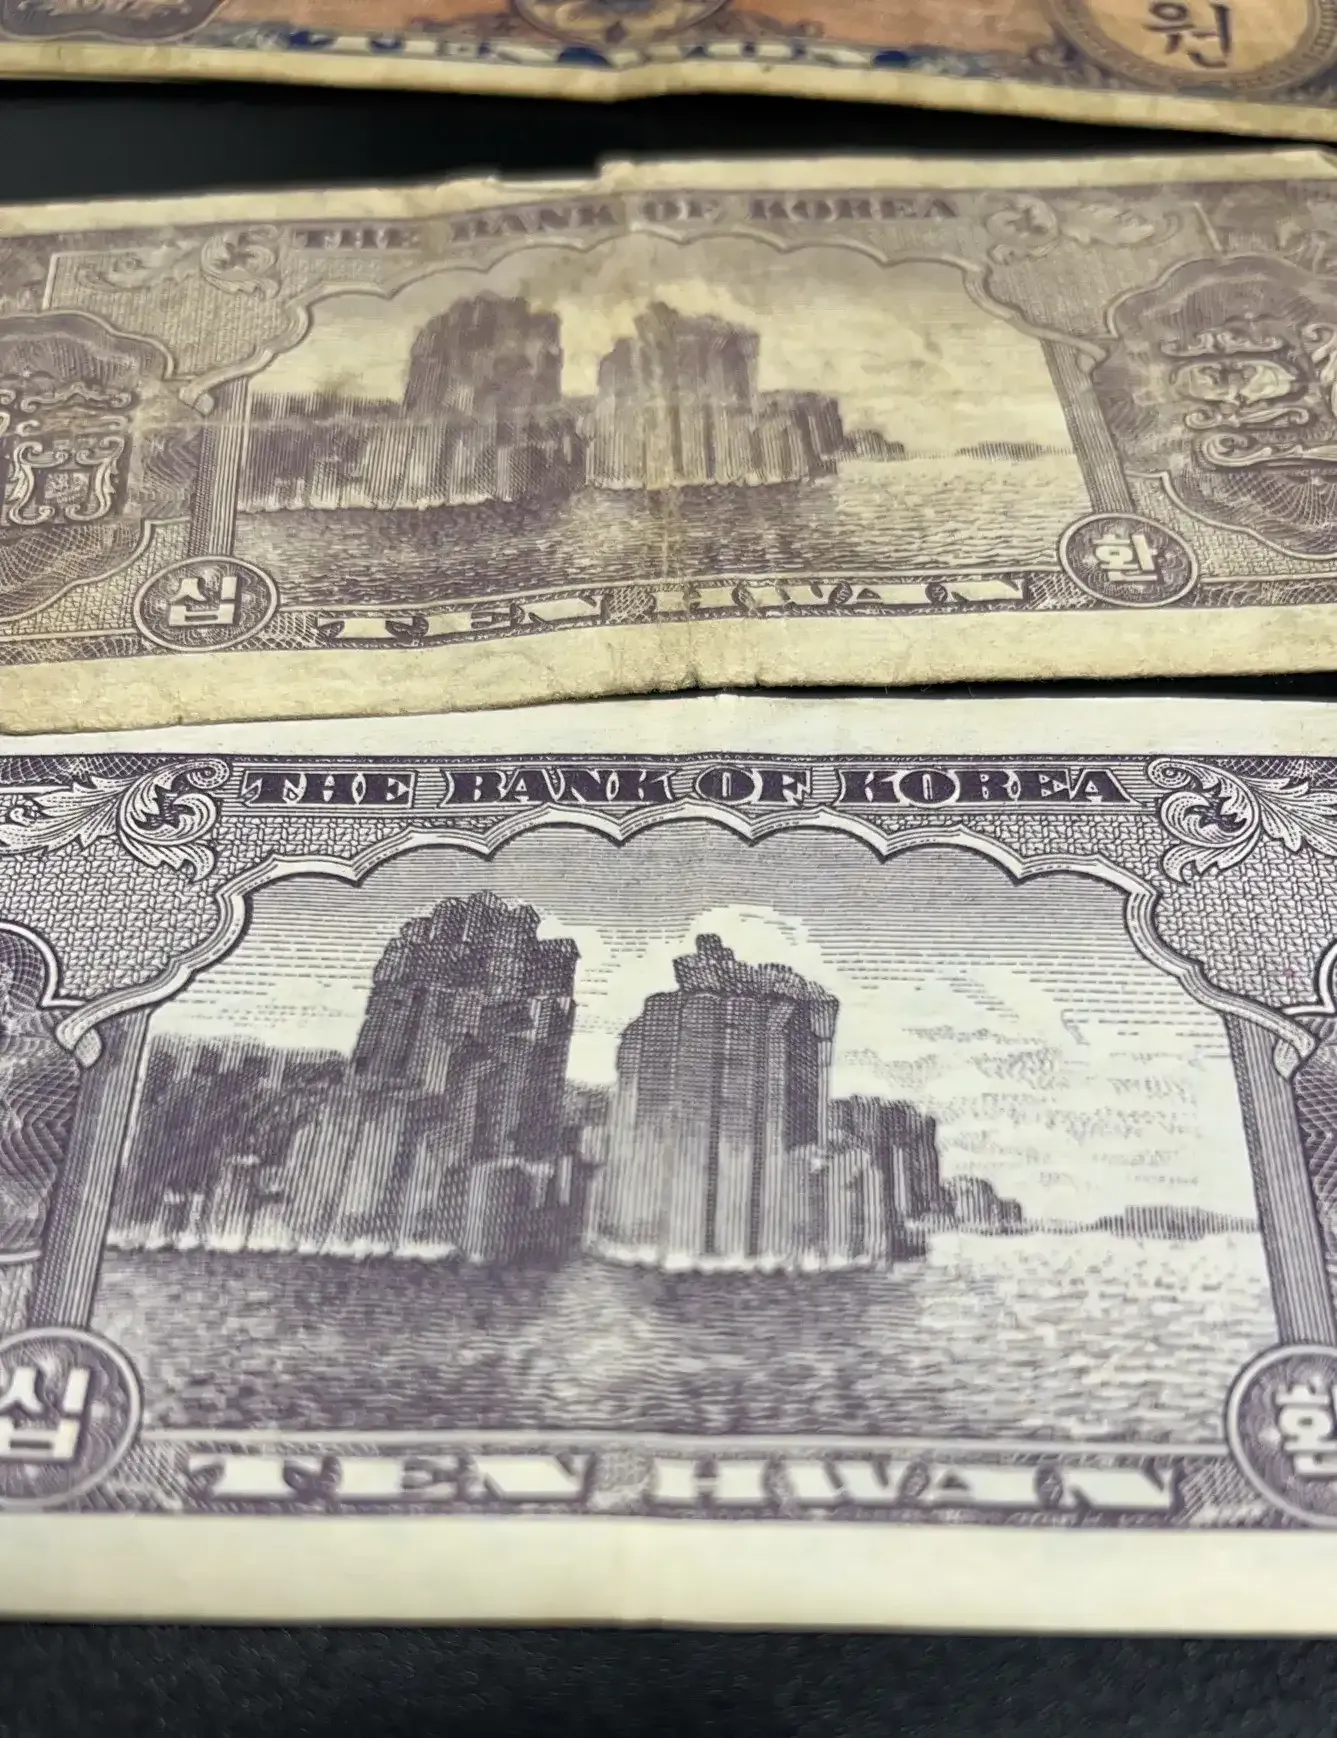 원
THE BANK OF KOREA
십 TEN HWAN 환
THE BANK OF KOREA
십 TEN HWAN 환